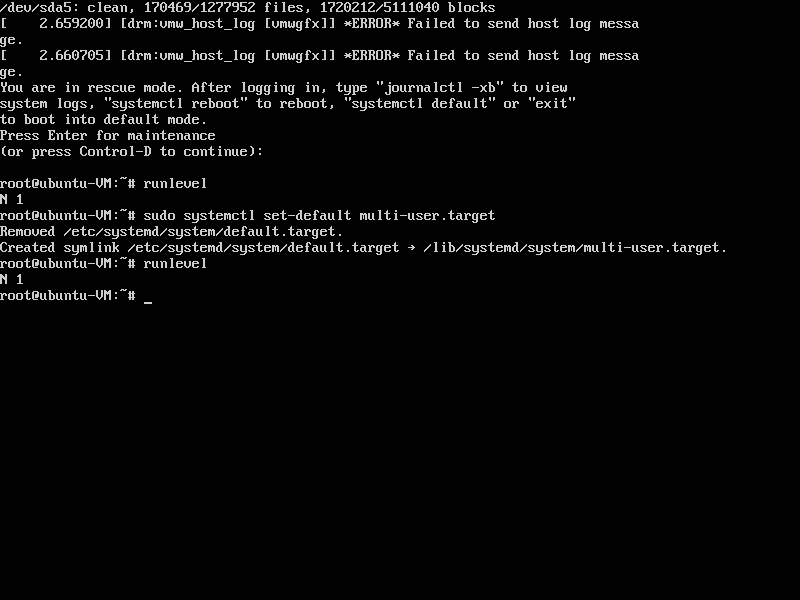 /dev/sda5: clean, 170469/1277952 files, 1720212/5111040 blocks
[    2.659200] [drm:vmw_host_log [vmwgfx]] *ERROR* Failed to send host log messa
ge.
[    2.660705] [drm:vmw_host_log [vmwgfx]] *ERROR* Failed to send host log messa
ge.
You are in rescue mode. After logging in, type "journalctl -xb" to view
system logs, "systemctl reboot" to reboot, "systemctl default" or "exit"
to boot into default mode.
Press Enter for maintenance
(or press Control-D to continue):
root@ubuntu-VM:~# runlevel
N 1
root@ubuntu-VM:~# sudo systemctl set-default multi-user.target
Removed /etc/systemd/system/default.target.
Created symlink /etc/systemd/system/default.target → /lib/systemd/system/multi-user.target.
root@ubuntu-VM:~# runlevel
N 1
root@ubuntu-VM:~# _